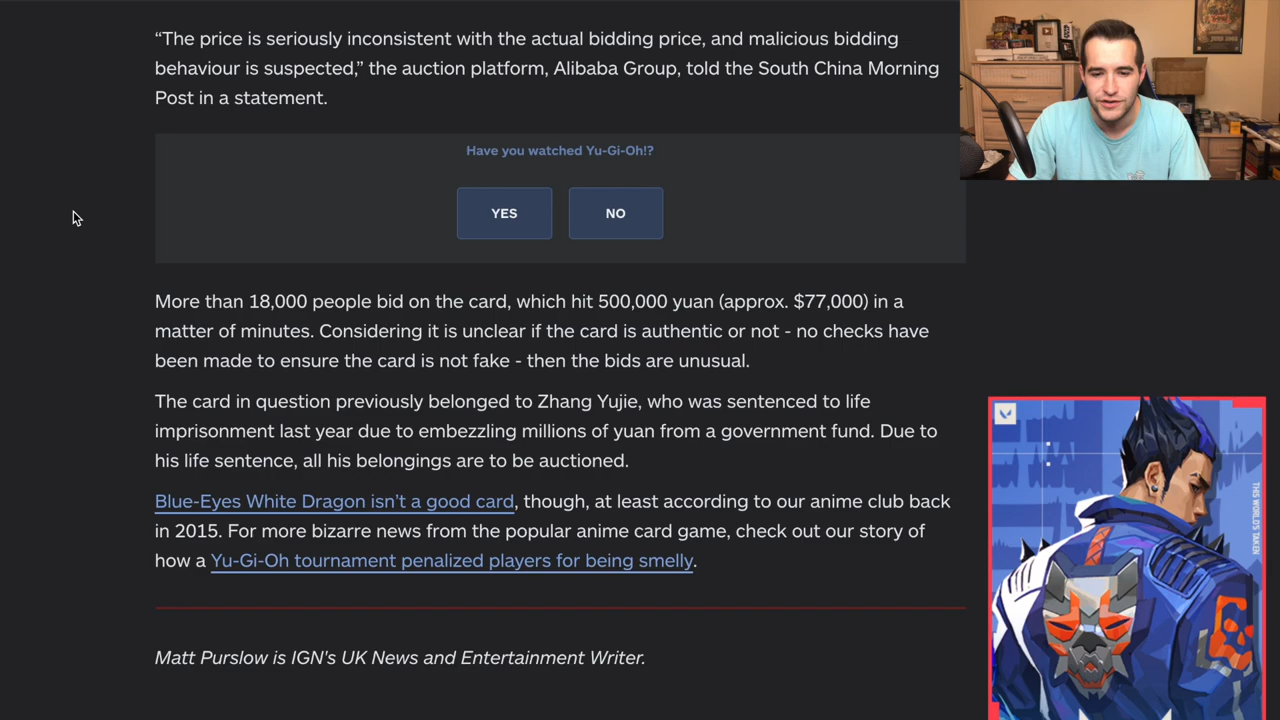 “The price is seriously inconsistent with the actual bidding price, and malicious bidding
behaviour is suspected,” the auction platform, Alibaba Group, told the South China Morning
Post in a statement.
Have you watched Yu-Gi-Oh!?
YES
NO
More than 18,000 people bid on the card, which hit 500,000 yuan (approx. $77,000) in a
matter of minutes. Considering it is unclear if the card is authentic or not - no checks have
been made to ensure the card is not fake - then the bids are unusual.
The card in question previously belonged to Zhang Yujie, who was sentenced to life
imprisonment last year due to embezzling millions of yuan from a government fund. Due to
his life sentence, all his belongings are to be auctioned.
Blue-Eyes White Dragon isn’t a good card, though, at least according to our anime club back
in 2015. For more bizarre news from the popular anime card game, check out our story of
how a Yu-Gi-Oh tournament penalized players for being smelly.
Matt Purslow is IGN's UK News and Entertainment Writer.
THIS WORLD'S TAKEN